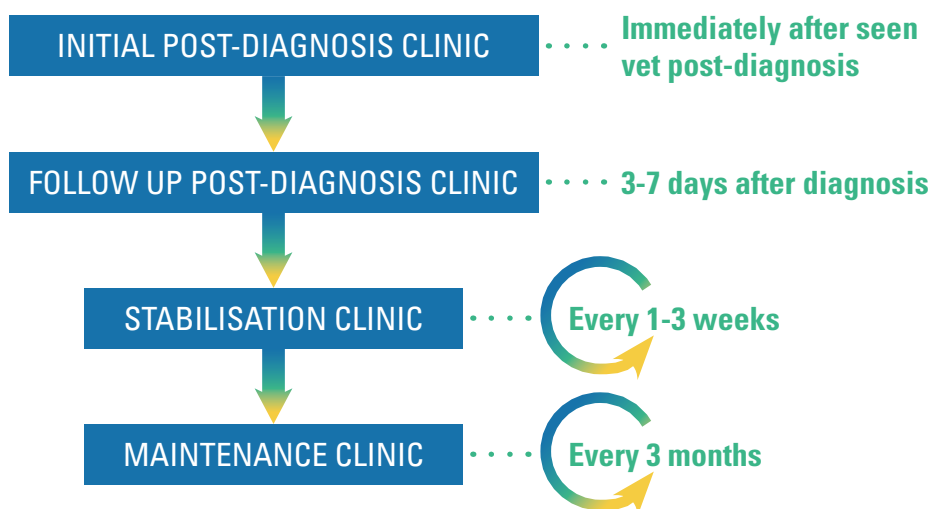 INITIAL POST-DIAGNOSIS CLINIC
Immediately after seen
vet post-diagnosis
FOLLOW UP POST-DIAGNOSIS CLINIC
3-7 days after diagnosis
STABILISATION CLINIC
Every 1-3 weeks
MAINTENANCE CLINIC
Every 3 months